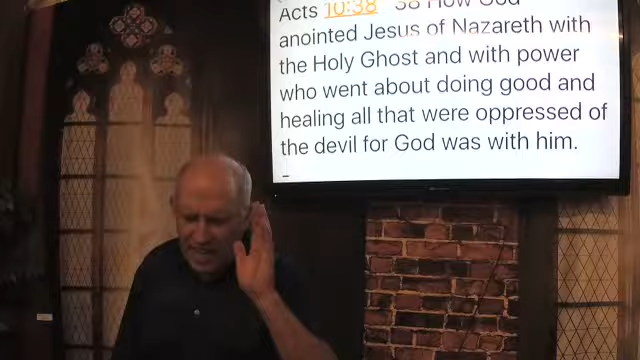 Acts 10:38 38 How God
anointed Jesus of Nazareth with
the Holy Ghost and with power
who went about doing good and
healing all that were oppressed of
the devil for God was with him.